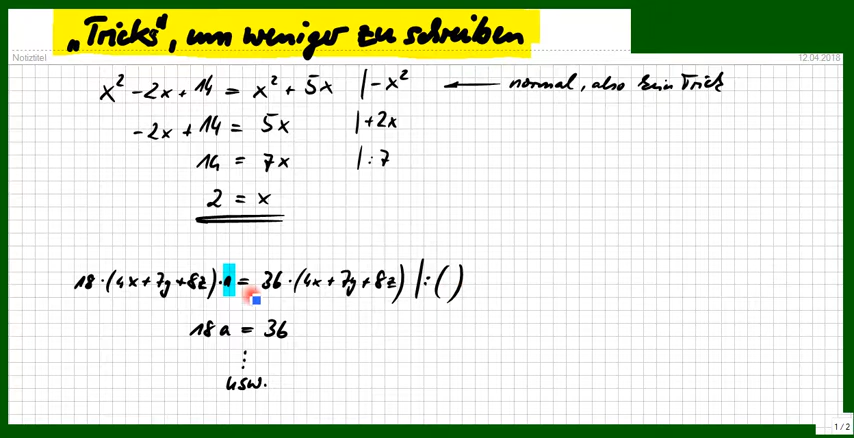 „Tricks“, um weniger zu schreiben
Notiztitel
12.04.2018
x² - 2x + 14 = x² + 5x |-x² ← normal, also kein Trick
-2x + 14 = 5x |+2x
14 = 7x |:7
2 = x
18·(4x+7y+8z)·a = 36·(4x+7y+8z) |:( )
18a = 36
⋮
usw.
1/2